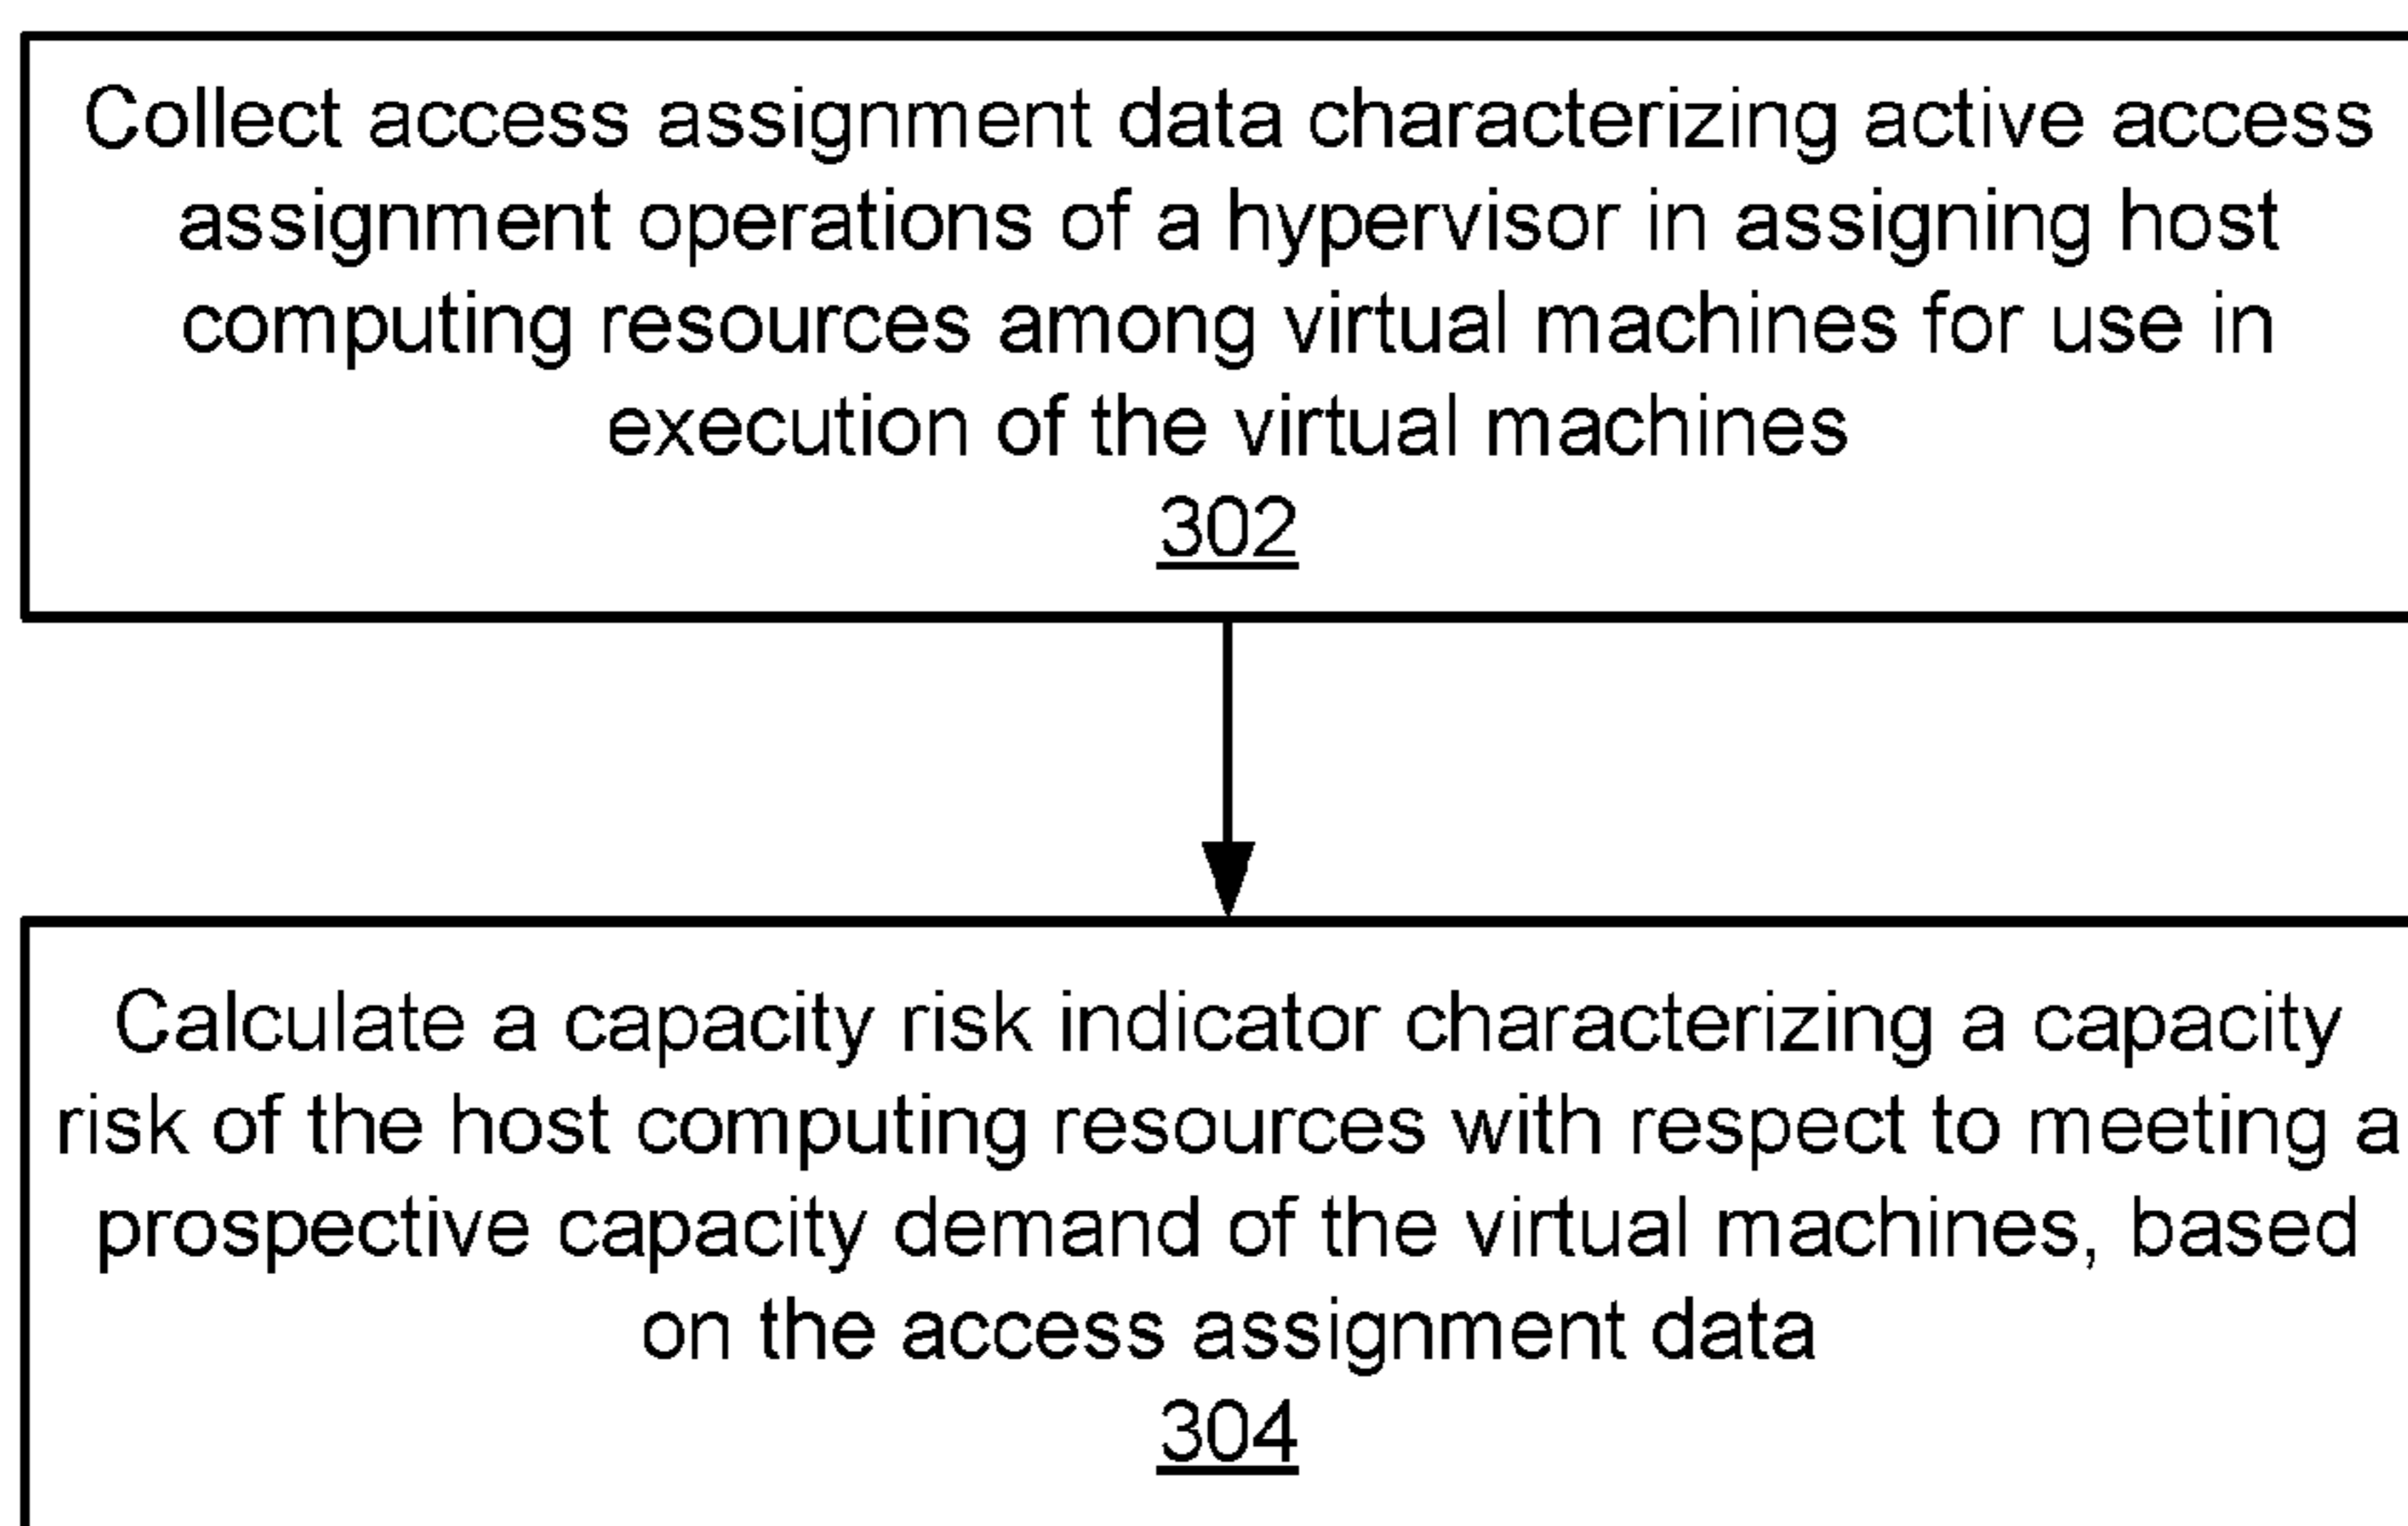 Collect access assignment data characterizing active access
assignment operations of a hypervisor in assigning host
computing resources among virtual machines for use in
execution of the virtual machines
302
Calculate a capacity risk indicator characterizing a capacity
risk of the host computing resources with respect to meeting a
prospective capacity demand of the virtual machines, based
on the access assignment data
304